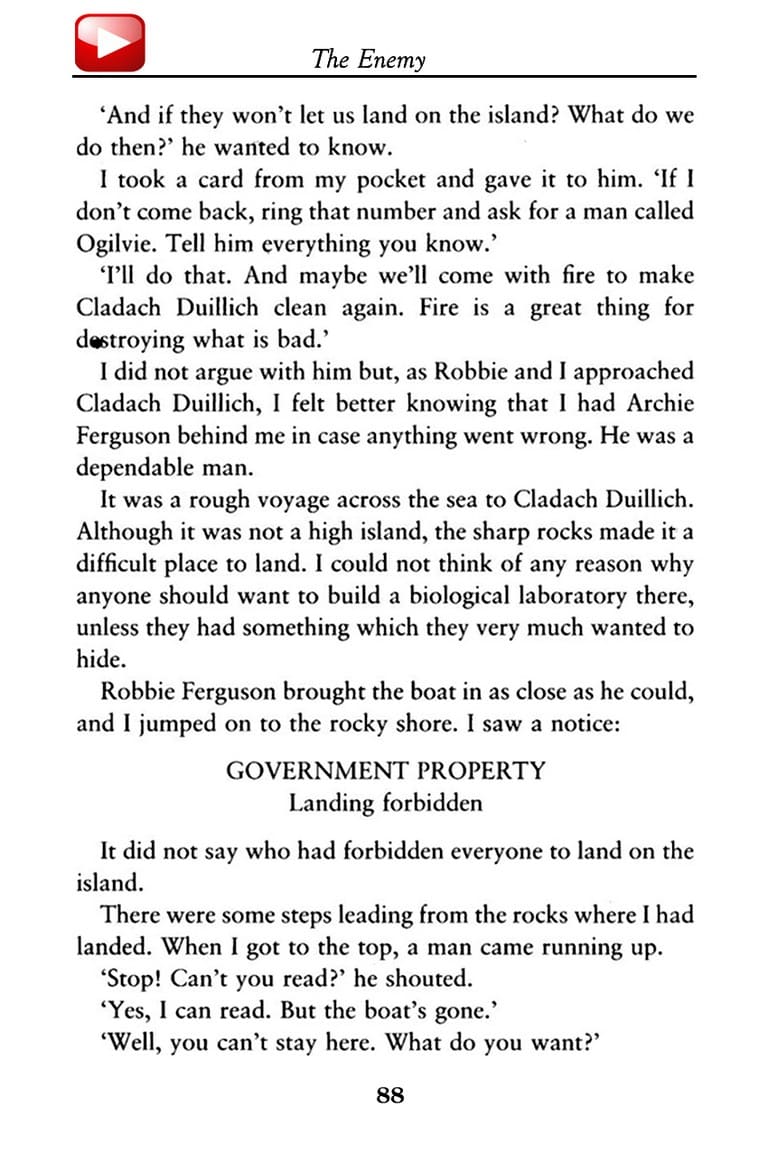 The Enemy
‘And if they won’t let us land on the island? What do we
do then?’ he wanted to know.
I took a card from my pocket and gave it to him. ‘If I
don’t come back, ring that number and ask for a man called
Ogilvie. Tell him everything you know.’
‘I’ll do that. And maybe we’ll come with fire to make
Cladach Duillich clean again. Fire is a great thing for
destroying what is bad.’
I did not argue with him but, as Robbie and I approached
Cladach Duillich, I felt better knowing that I had Archie
Ferguson behind me in case anything went wrong. He was a
dependable man.
It was a rough voyage across the sea to Cladach Duillich.
Although it was not a high island, the sharp rocks made it a
difficult place to land. I could not think of any reason why
anyone should want to build a biological laboratory there,
unless they had something which they very much wanted to
hide.
Robbie Ferguson brought the boat in as close as he could,
and I jumped on to the rocky shore. I saw a notice:
GOVERNMENT PROPERTY
Landing forbidden
It did not say who had forbidden everyone to land on the
island.
There were some steps leading from the rocks where I had
landed. When I got to the top, a man came running up.
‘Stop! Can’t you read?’ he shouted.
‘Yes, I can read. But the boat’s gone.’
‘Well, you can’t stay here. What do you want?’
88